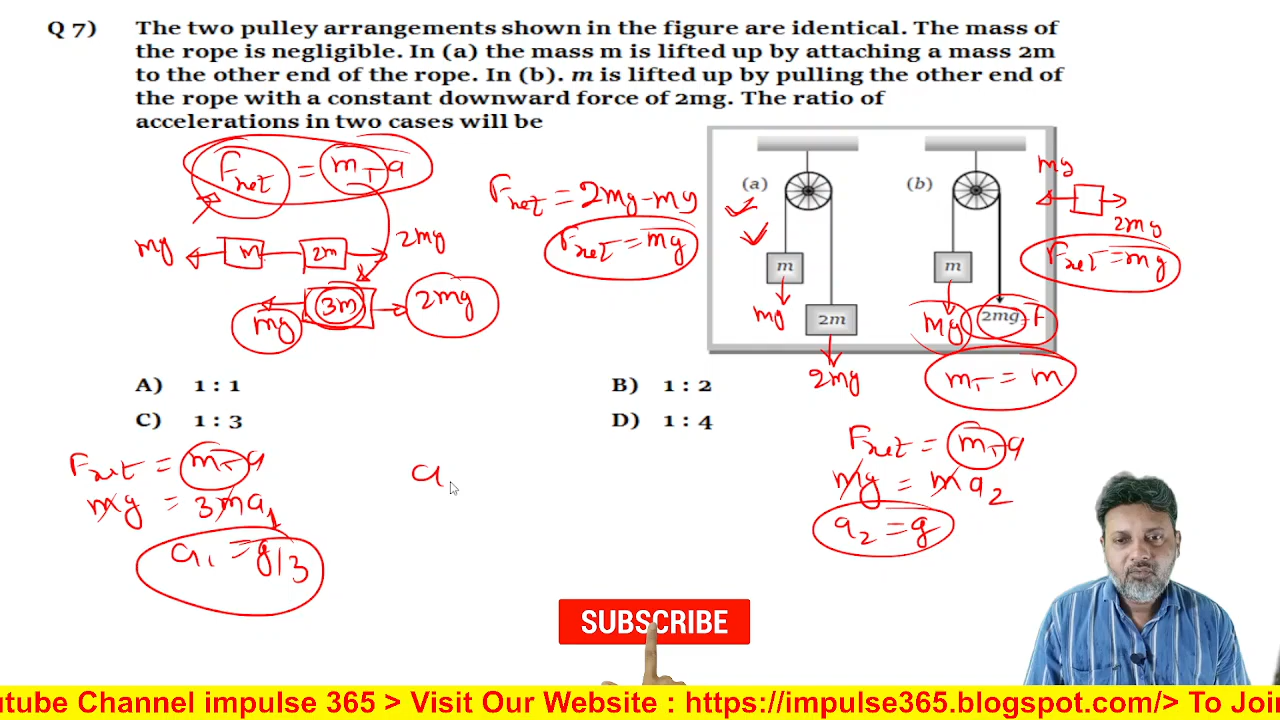 Q 7) The two pulley arrangements shown in the figure are identical. The mass of
the rope is negligible. In (a) the mass m is lifted up by attaching a mass 2m
to the other end of the rope. In (b). m is lifted up by pulling the other end of
the rope with a constant downward force of 2mg. The ratio of
accelerations in two cases will be
Fnet = mT a
mg m 2m 2mg
mg 3m 2mg
Fnet = 2mg-mg
Fnet = mg
(a)
m
mg
2m
2mg
(b)
m
mg
2mg=F
mT = m
mg
2mg
Fnet = mg
A) 1 : 1
B) 1 : 2
C) 1 : 3
D) 1 : 4
Fnet = mT a
mg = 3ma1
a1 = g/3
a
Fnet = mT a
mg = m a2
a2 = g
SUBSCRIBE
utube Channel impulse 365 > Visit Our Website : https://impulse365.blogspot.com/> To Joi